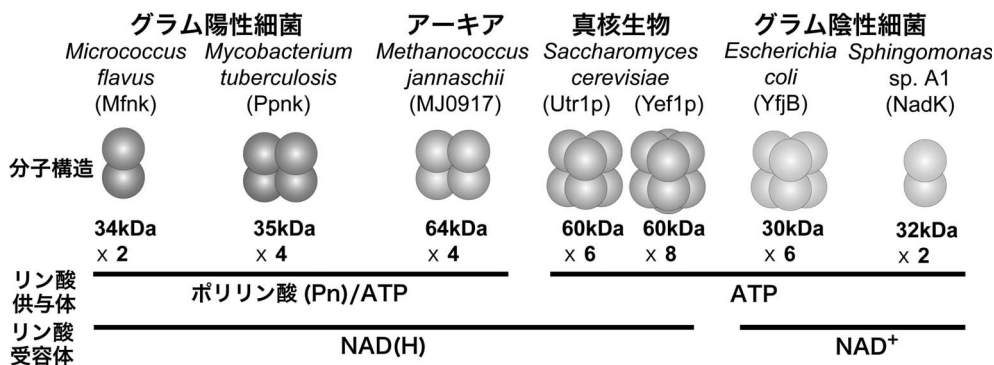 グラム陽性細菌 アーキア 真核生物 グラム陰性細菌
Micrococcus Mycobacterium Methanococcus Saccharomyces Escherichia Sphingomonas
flavus tuberculosis jannaschii cerevisiae coli sp. A1
(Mfnk) (Ppnk) (MJ0917) (Utr1p) (Yef1p) (YfjB) (NadK)
分子構造
34kDa 35kDa 64kDa 60kDa 60kDa 30kDa 32kDa
x 2 x 4 x 4 x 6 x 8 x 6 x 2
リン酸
供与体
ポリリン酸 (Pn)/ATP ATP
リン酸
受容体
NAD(H) NAD⁺